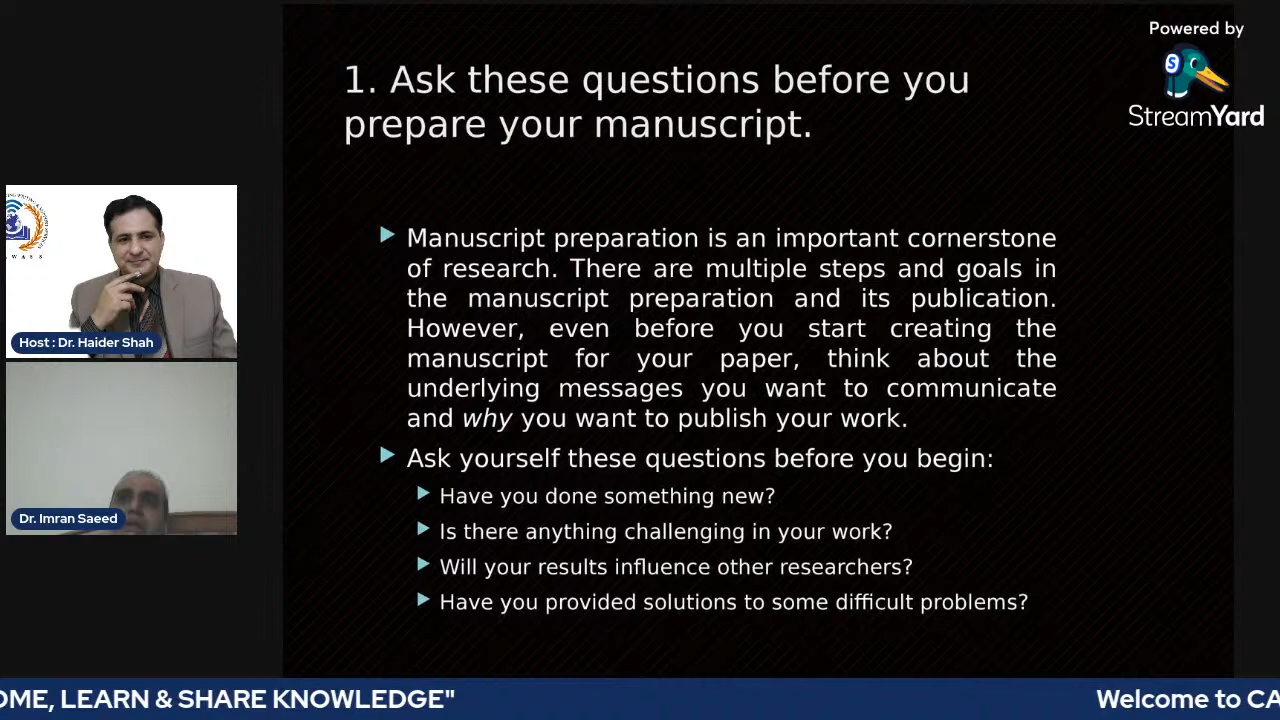 Powered by
StreamYard
1. Ask these questions before you
prepare your manuscript.
Manuscript preparation is an important cornerstone
of research. There are multiple steps and goals in
the manuscript preparation and its publication.
However, even before you start creating the
manuscript for your paper, think about the
underlying messages you want to communicate
and why you want to publish your work.
Ask yourself these questions before you begin:
Have you done something new?
Is there anything challenging in your work?
Will your results influence other researchers?
Have you provided solutions to some difficult problems?
Host : Dr. Haider Shah
Dr. Imran Saeed
OME, LEARN & SHARE KNOWLEDGE"
Welcome to CA